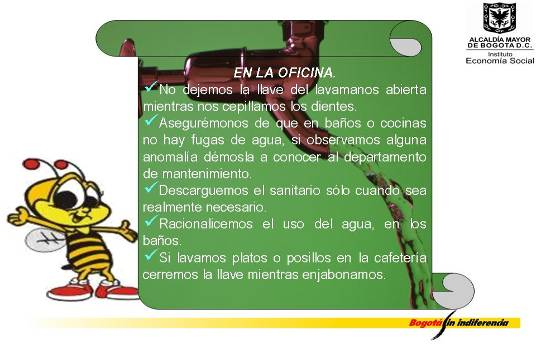 ALCALDÍA MAYOR
DE BOGOTÁ D.C.
Instituto
Economía Social
EN LA OFICINA.
No dejemos la llave del lavamanos abierta
mientras nos cepillamos los dientes.
Asegurémonos de que en baños o cocinas
no hay fugas de agua, si observamos alguna
anomalía démosla a conocer al departamento
de mantenimiento.
Descarguemos el sanitario sólo cuando sea
realmente necesario.
Racionalicemos el uso del agua, en los
baños.
Si lavamos platos o posillos en la cafetería
cerremos la llave mientras enjabonamos.
Bogotá sin indiferencia